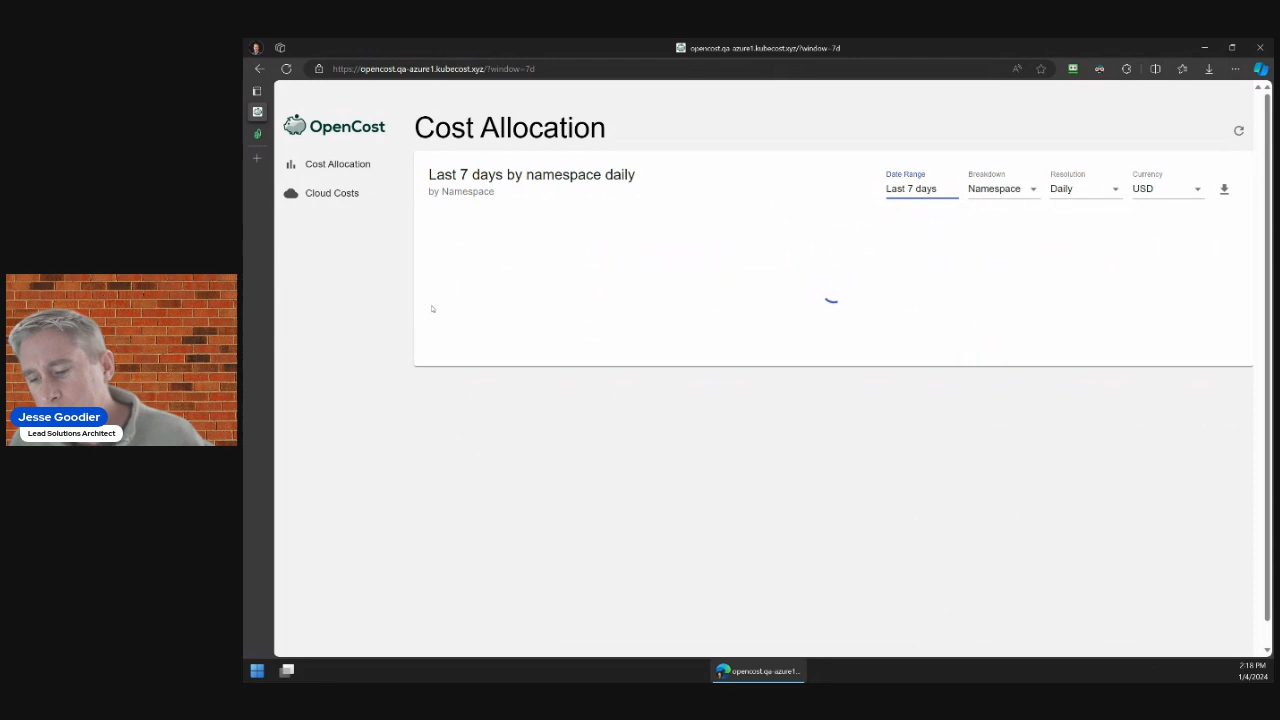 opencost.qa-azure1.kubecost.xyz/?window=7d
https://opencost.qa-azure1.kubecost.xyz/?window=7d
OpenCost
Cost Allocation
Cloud Costs
Cost Allocation
Last 7 days by namespace daily
by Namespace
Date Range
Last 7 days
Breakdown
Namespace
Resolution
Daily
Currency
USD
Jesse Goodier
Lead Solutions Architect
opencost.qa-azure1...
2:18 PM
1/4/2024